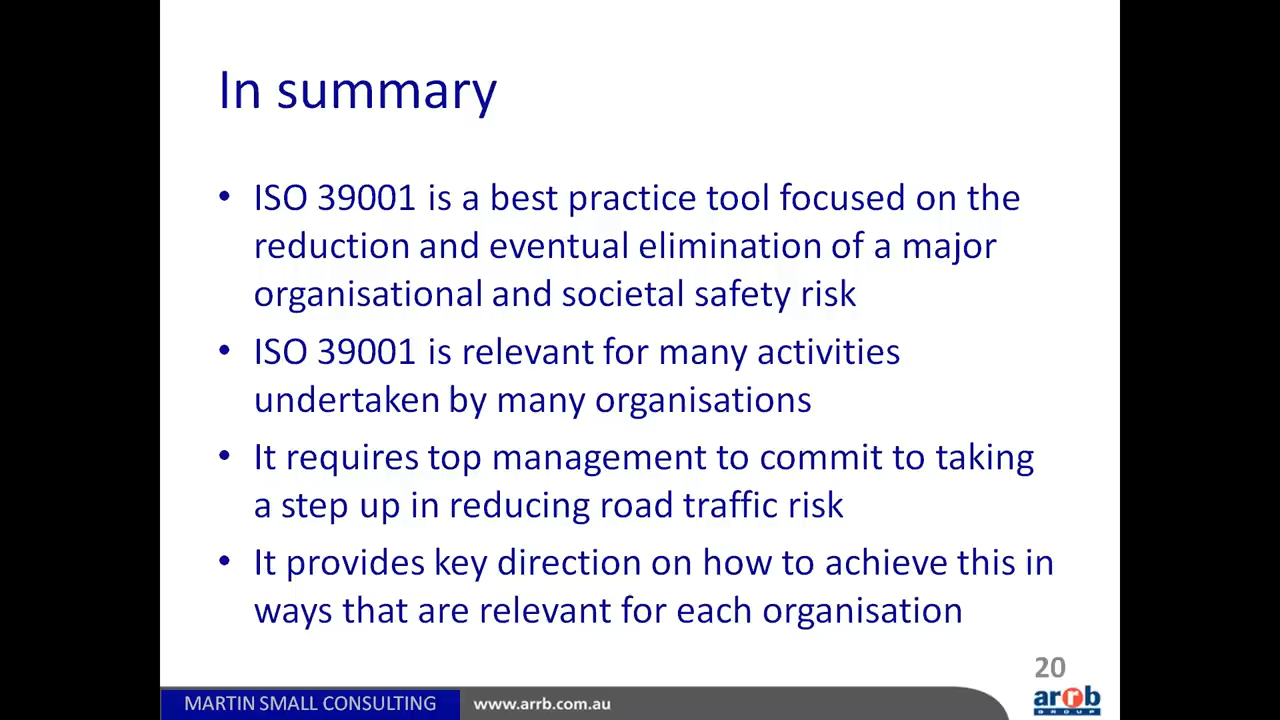 In summary
• ISO 39001 is a best practice tool focused on the
reduction and eventual elimination of a major
organisational and societal safety risk
• ISO 39001 is relevant for many activities
undertaken by many organisations
• It requires top management to commit to taking
a step up in reducing road traffic risk
• It provides key direction on how to achieve this in
ways that are relevant for each organisation
20
MARTIN SMALL CONSULTING
www.arrb.com.au
arrb
GROUP